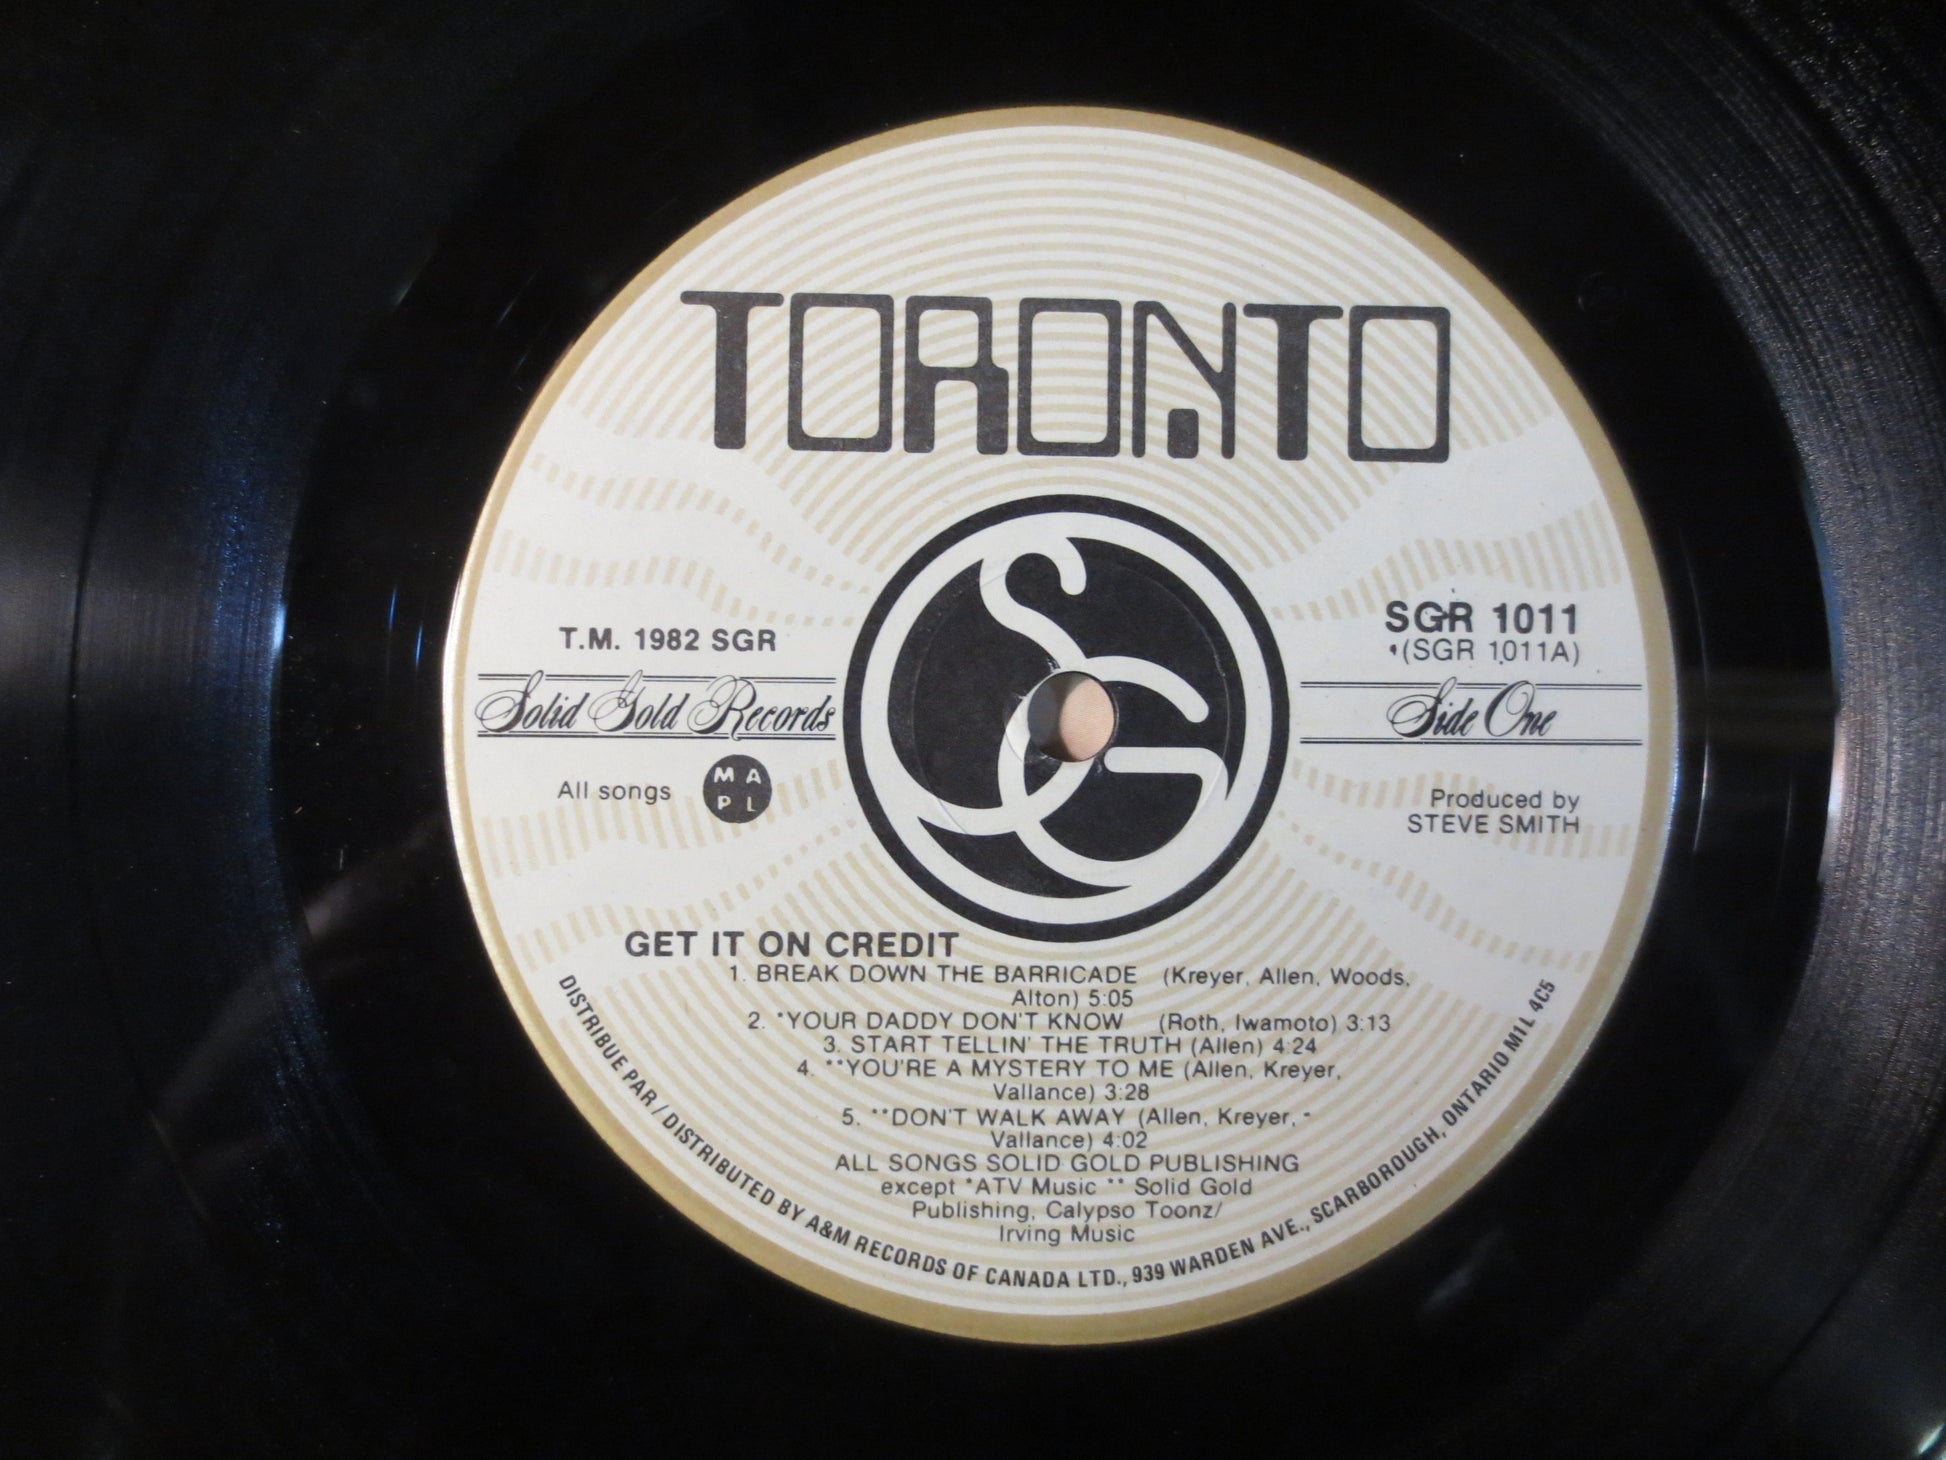 TORONTO
SG
T.M. 1982 SGR
Solid Gold Records
All songs
M A
P L
SGR 1011
(SGR 1011A)
Side One
Produced by
STEVE SMITH
GET IT ON CREDIT
1. BREAK DOWN THE BARRICADE (Kreyer, Allen, Woods,
Alton) 5:05
2. *YOUR DADDY DON'T KNOW (Roth, Iwamoto) 3:13
3. START TELLIN' THE TRUTH (Allen) 4:24
4. **YOU'RE A MYSTERY TO ME (Allen, Kreyer,
Vallance) 3:28
5. **DON'T WALK AWAY (Allen, Kreyer,
Vallance) 4:02
ALL SONGS SOLID GOLD PUBLISHING
except *ATV Music ** Solid Gold
Publishing, Calypso Toonz/
Irving Music
DISTRIBUE PAR / DISTRIBUTED BY A&M RECORDS OF CANADA LTD., 939 WARDEN AVE., SCARBOROUGH, ONTARIO M1L 4C5